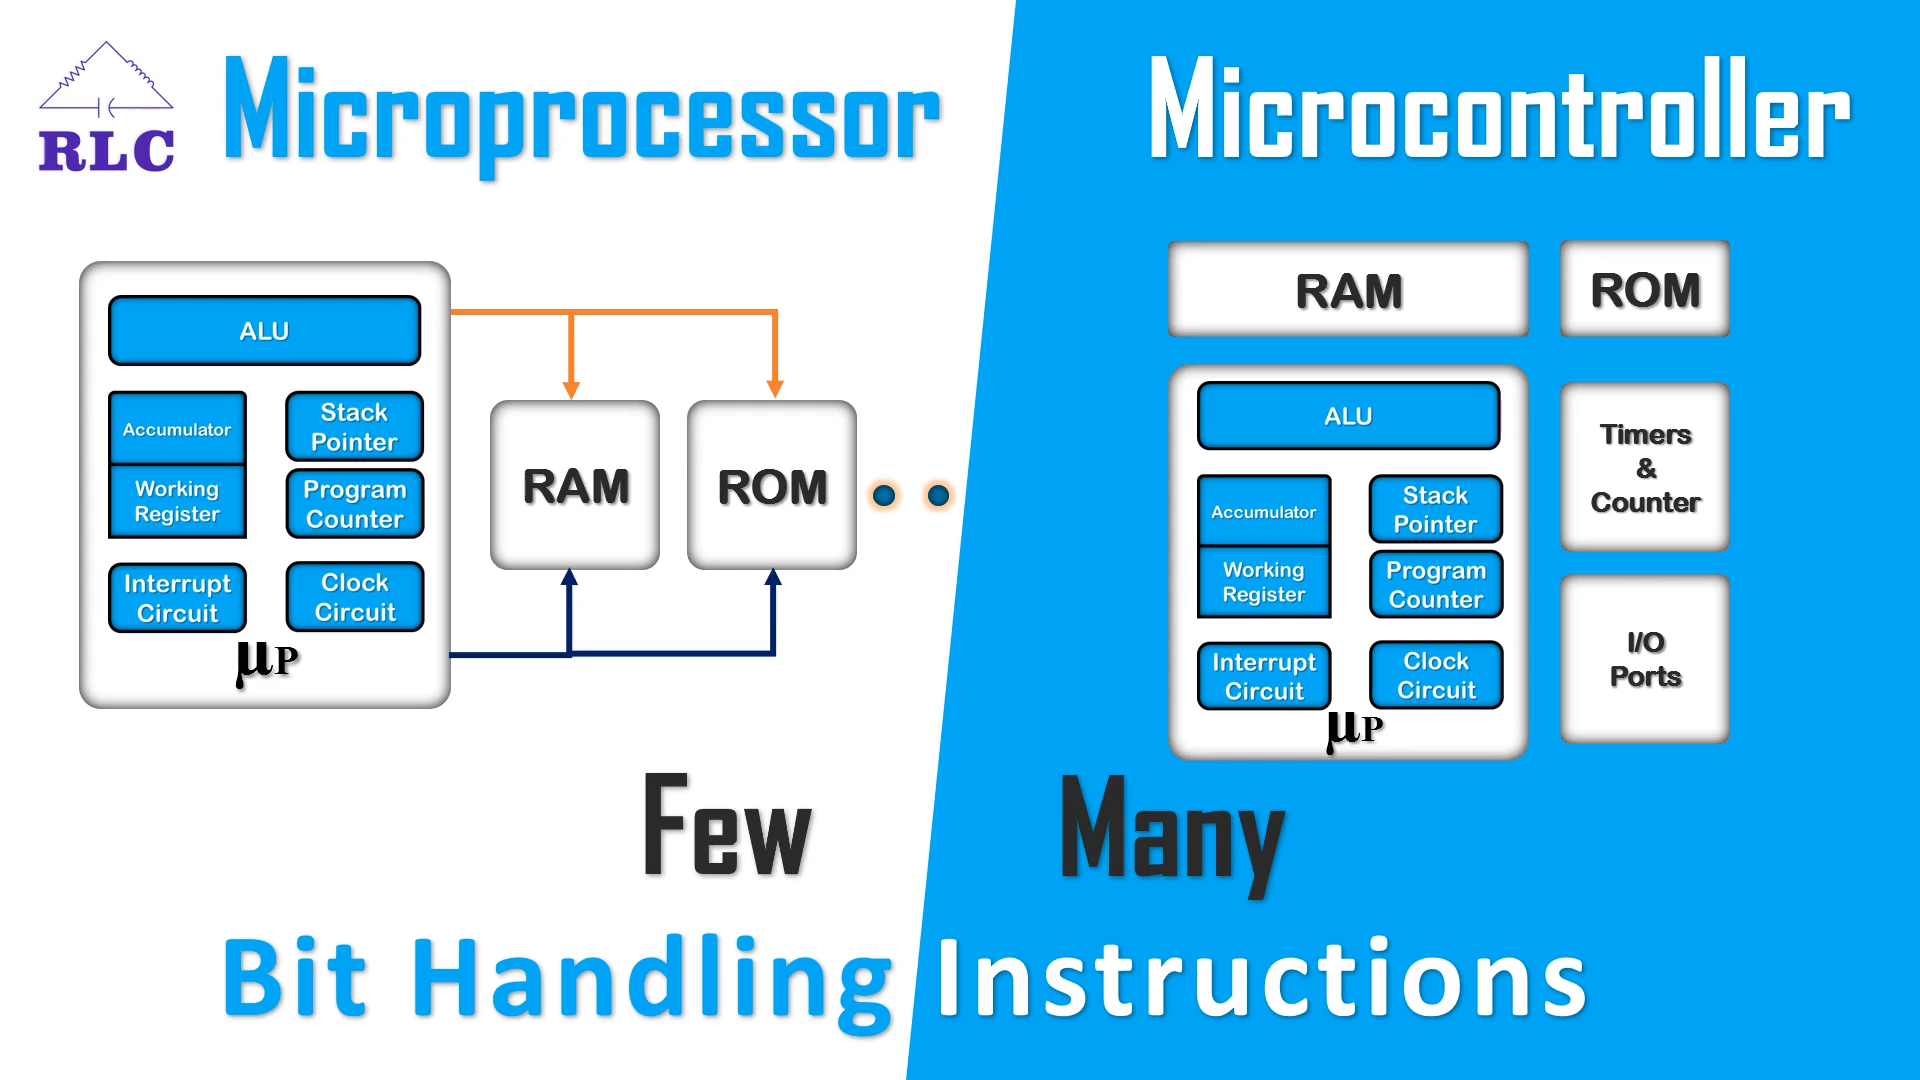 RLC
Microprocessor
Microcontroller
ALU
Accumulator
Working
Register
Stack
Pointer
Program
Counter
Interrupt
Circuit
Clock
Circuit
μP
RAM
ROM
RAM
ROM
ALU
Accumulator
Working
Register
Stack
Pointer
Program
Counter
Interrupt
Circuit
Clock
Circuit
μP
Timers
&
Counter
I/O
Ports
Few
Many
Bit Handling Instructions